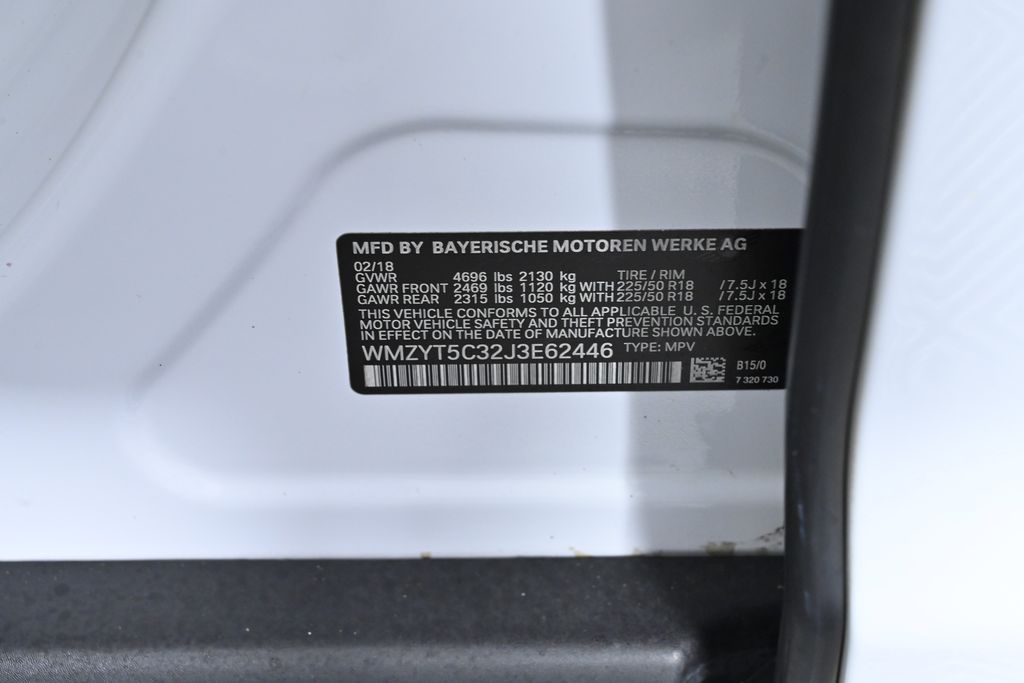 MFD BY BAYERISCHE MOTOREN WERKE AG
02/18
GVWR 4696 lbs 2130 kg TIRE / RIM
GAWR FRONT 2469 lbs 1120 kg WITH 225/50 R18 / 7.5J x 18
GAWR REAR 2315 lbs 1050 kg WITH 225/50 R18 / 7.5J x 18
THIS VEHICLE CONFORMS TO ALL APPLICABLE U. S. FEDERAL
MOTOR VEHICLE SAFETY AND THEFT PREVENTION STANDARDS
IN EFFECT ON THE DATE OF MANUFACTURE SHOWN ABOVE.
WMZYT5C32J3E62446 TYPE: MPV
B15/0
7 320 730